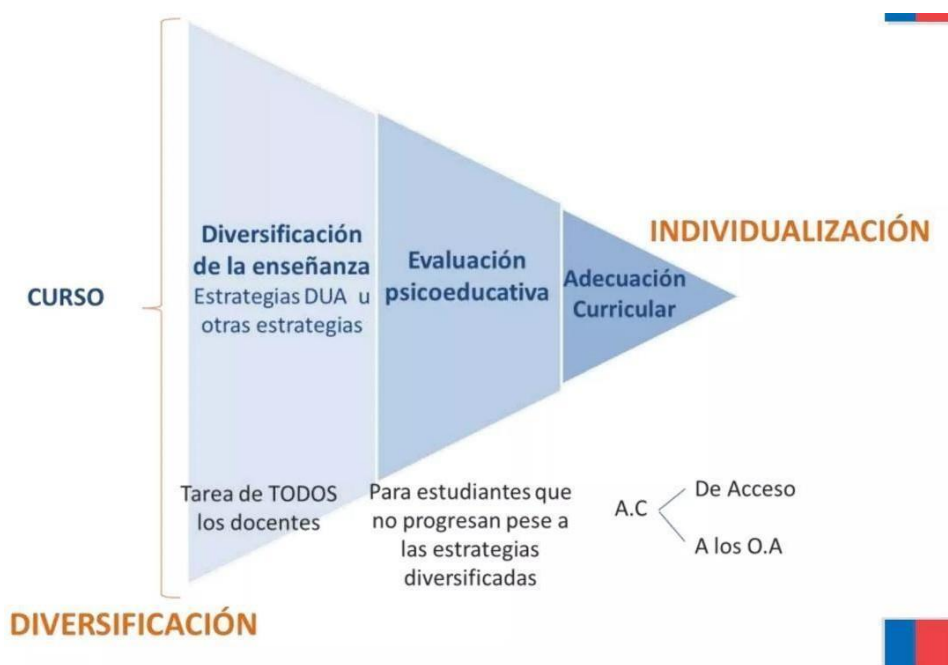 CURSO
Diversificación
de la enseñanza
Estrategias DUA u
otras estrategias
Evaluación
psicoeducativa
Adecuación
Curricular
INDIVIDUALIZACIÓN
Tarea de TODOS
los docentes
Para estudiantes que
no progresan pese a
las estrategias
diversificadas
A.C
De Acceso
A los O.A
DIVERSIFICACIÓN